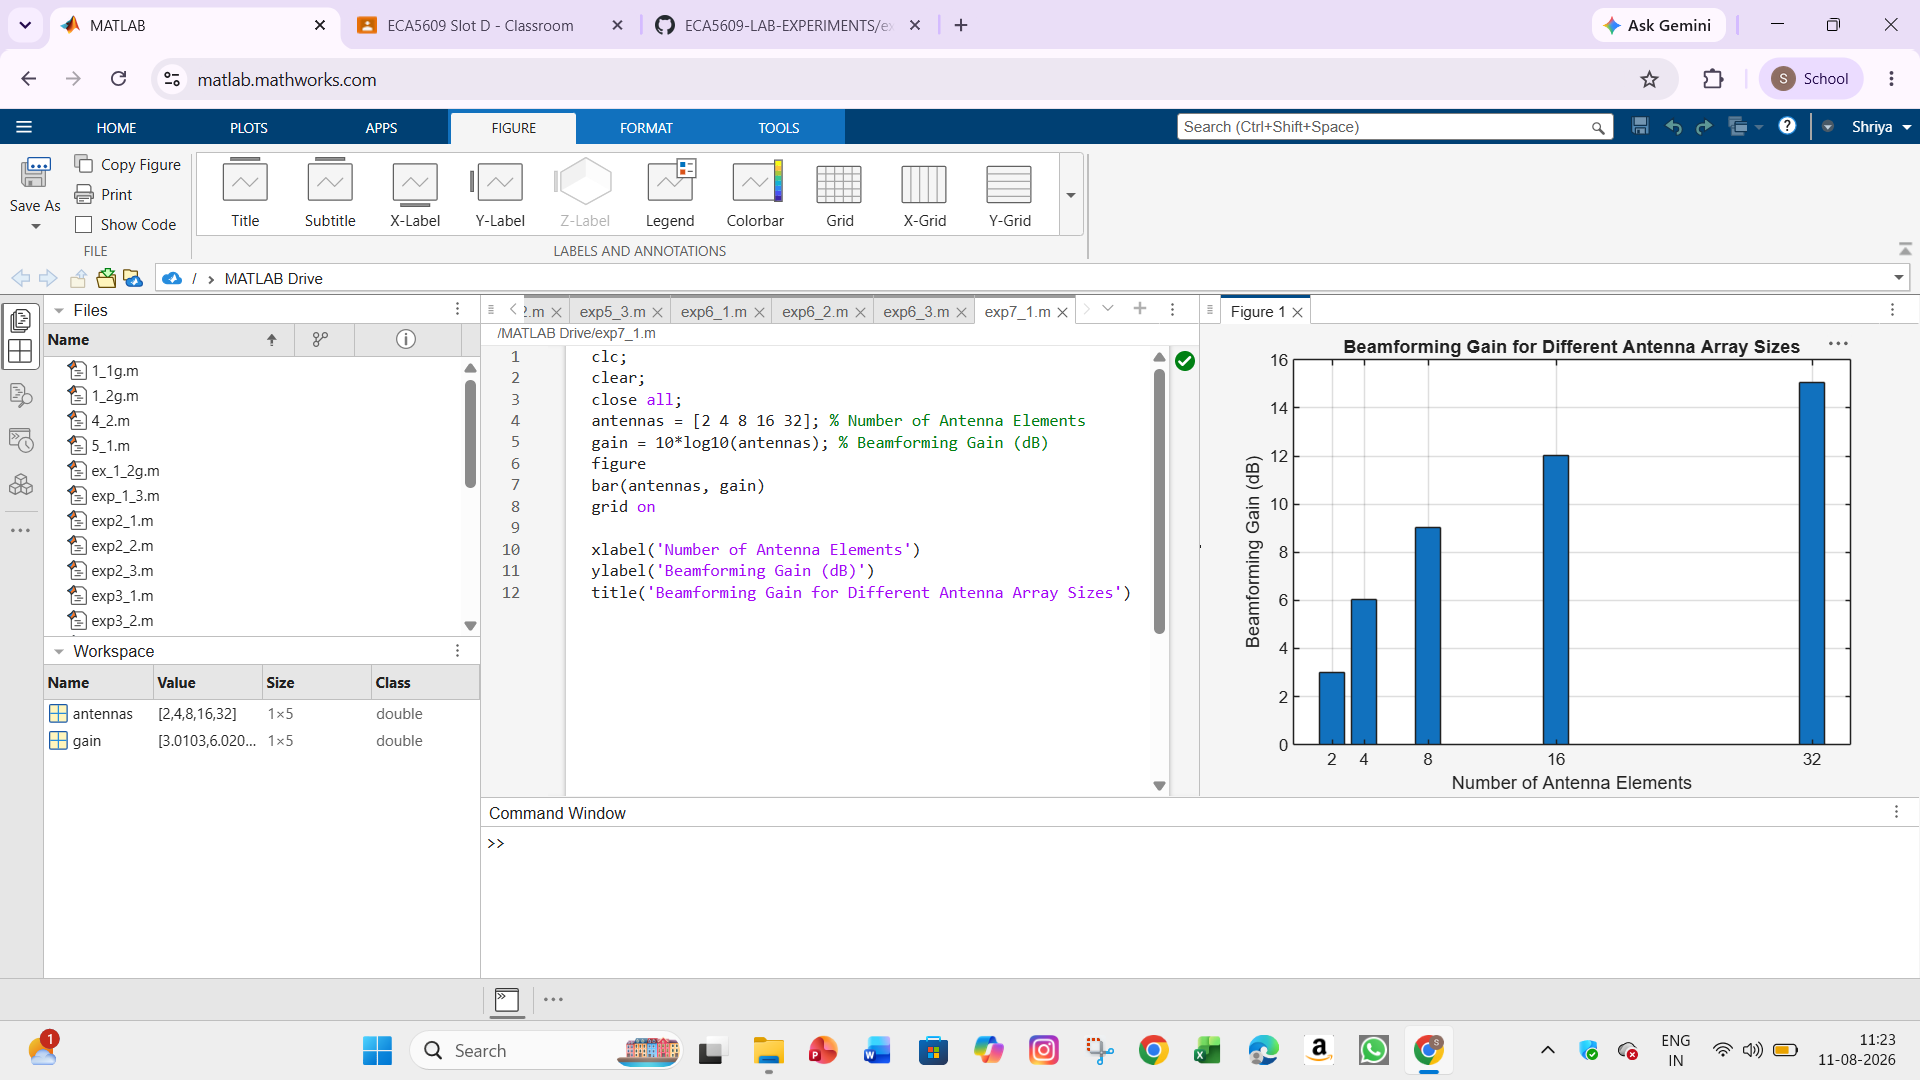 MATLAB
ECA5609 Slot D - Classroom
ECA5609-LAB-EXPERIMENTS/ex
Ask Gemini
matlab.mathworks.com
S School
HOME PLOTS APPS FIGURE FORMAT TOOLS
Search (Ctrl+Shift+Space)
Shriya
Save As
Copy Figure
Print
Show Code
FILE
Title Subtitle X-Label Y-Label Z-Label Legend Colorbar Grid X-Grid Y-Grid
LABELS AND ANNOTATIONS
/ MATLAB Drive
Files
Name
1_1g.m
1_2g.m
4_2.m
5_1.m
ex_1_2g.m
exp_1_3.m
exp2_1.m
exp2_2.m
exp2_3.m
exp3_1.m
exp3_2.m
Workspace
Name Value Size Class
antennas [2,4,8,16,32] 1×5 double
gain [3.0103,6.020... 1×5 double
2.m exp5_3.m exp6_1.m exp6_2.m exp6_3.m exp7_1.m
/MATLAB Drive/exp7_1.m
1 clc;
2 clear;
3 close all;
4 antennas = [2 4 8 16 32]; % Number of Antenna Elements
5 gain = 10*log10(antennas); % Beamforming Gain (dB)
6 figure
7 bar(antennas, gain)
8 grid on
9
10 xlabel('Number of Antenna Elements')
11 ylabel('Beamforming Gain (dB)')
12 title('Beamforming Gain for Different Antenna Array Sizes')
Figure 1
Beamforming Gain for Different Antenna Array Sizes
Beamforming Gain (dB)
16
14
12
10
8
6
4
2
0
2 4 8 16 32
Number of Antenna Elements
Command Window
>>
1
Search
ENG
IN
11:23
11-08-2026